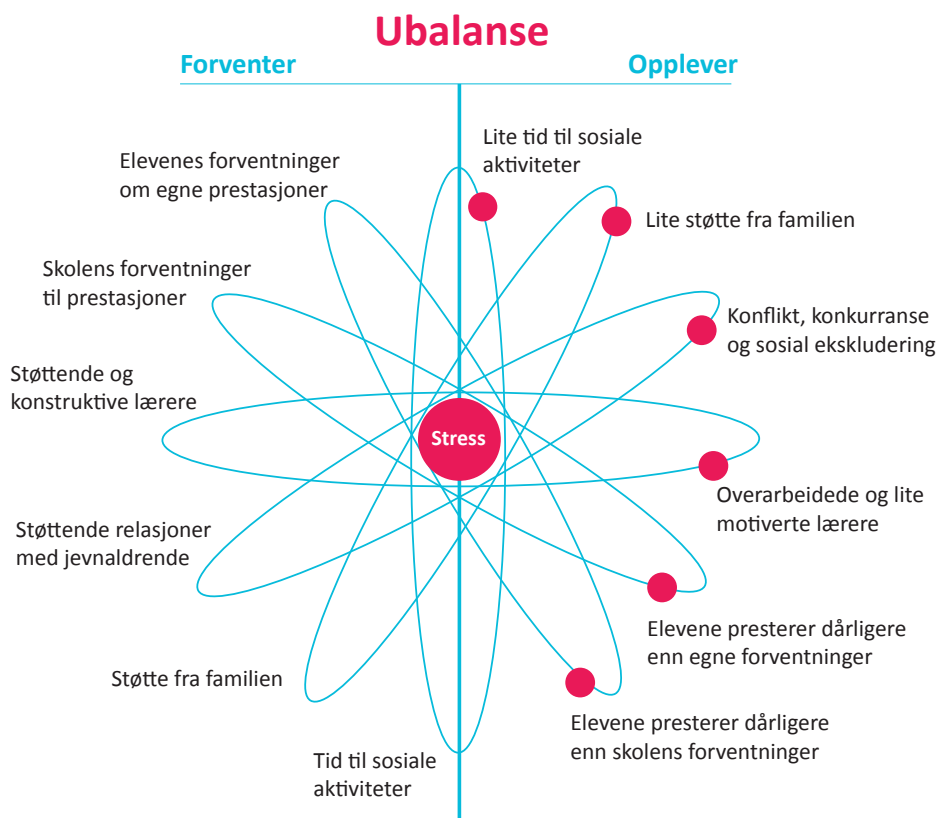 Ubalanse
Forventer
Opplever
Elevenes forventninger
om egne prestasjoner
Skolens forventninger
til prestasjoner
Støttende og
konstruktive lærere
Støttende relasjoner
med jevnaldrende
Støtte fra familien
Tid til sosiale
aktiviteter
Stress
Lite tid til sosiale
aktiviteter
Lite støtte fra familien
Konflikt, konkurranse
og sosial ekskludering
Overarbeidede og lite
motiverte lærere
Elevene presterer dårligere
enn egne forventninger
Elevene presterer dårligere
enn skolens forventninger